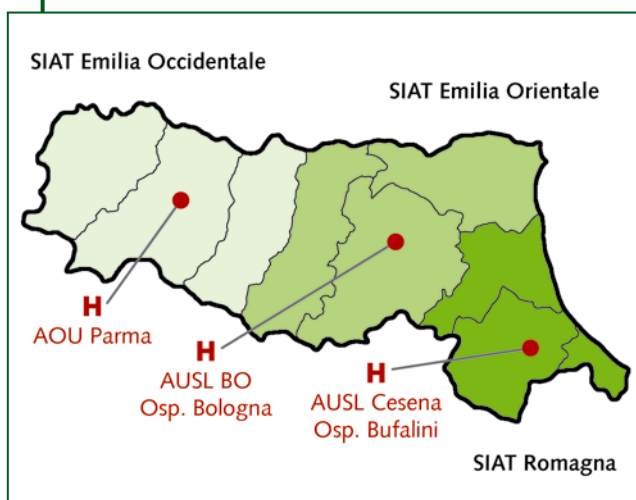 SIAT Emilia Occidentale
SIAT Emilia Orientale
H
AOU Parma
H
AUSL BO
Osp. Bologna
H
AUSL Cesena
Osp. Bufalini
SIAT Romagna